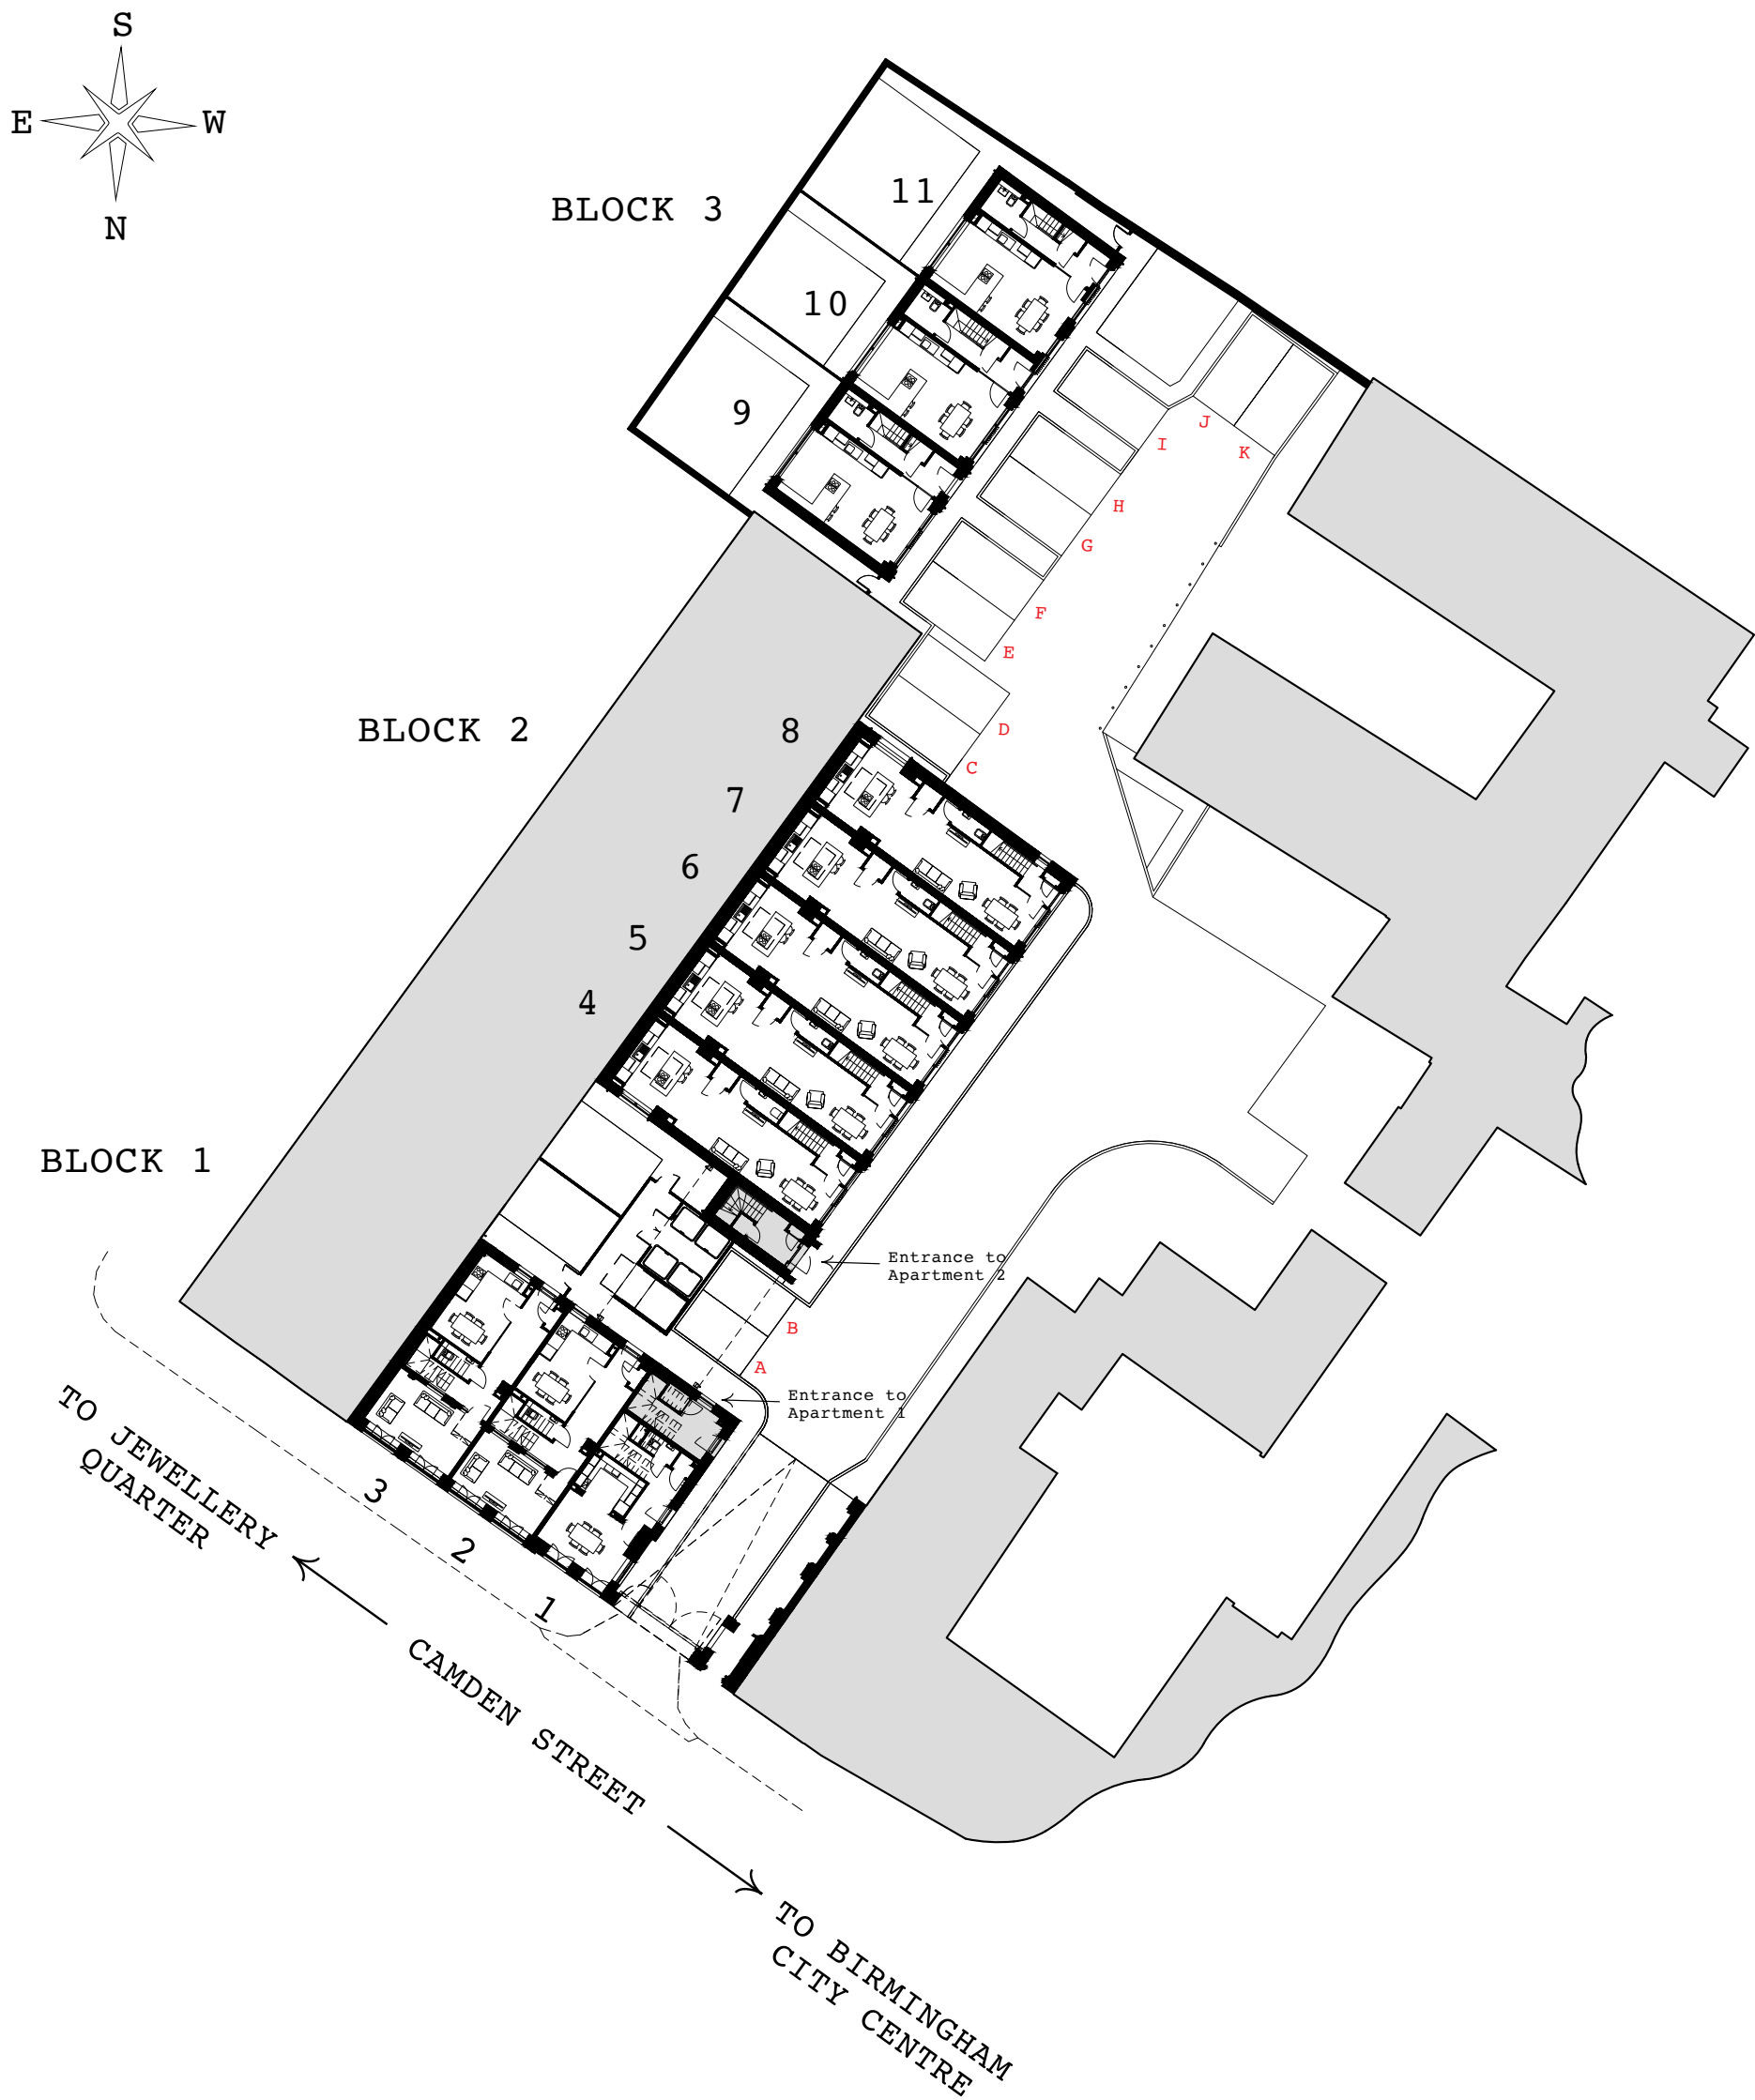 S
E
W
N
BLOCK 3
11
10
9
J
I
K
H
G
F
E
D
C
BLOCK 2
8
7
6
5
4
BLOCK 1
Entrance to
Apartment 2
B
A
Entrance to
Apartment 1
3
2
1
TO JEWELLERY
QUARTER
CAMDEN STREET
TO BIRMINGHAM
CITY CENTRE